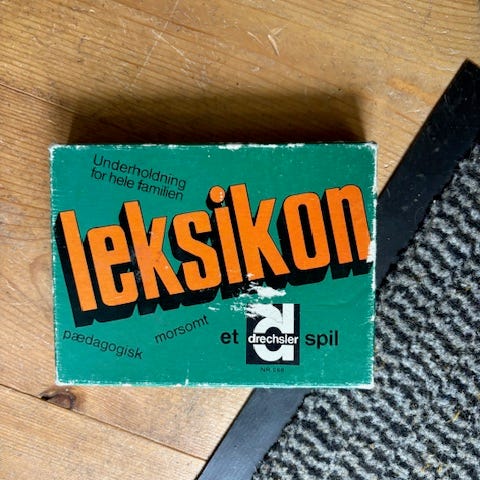 Underholdning
for hele familien
leksikon
pædagogisk
morsomt
et drechsler spil